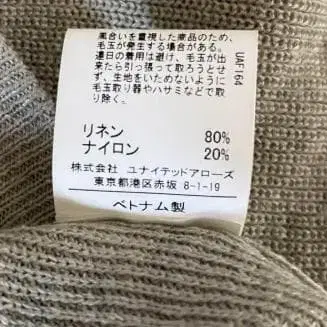 風合いを重視した商品のため、
毛玉が発生する場合がある。
連日の着用は避け、毛玉が出
来たら引っ張って取ろうとせ
ず、生地をいためないように
毛玉取り器やハサミなどで取
り除く。
UAF164
リネン 80%
ナイロン 20%
株式会社 ユナイテッドアローズ
東京都港区赤坂 8-1-19
ベトナム製